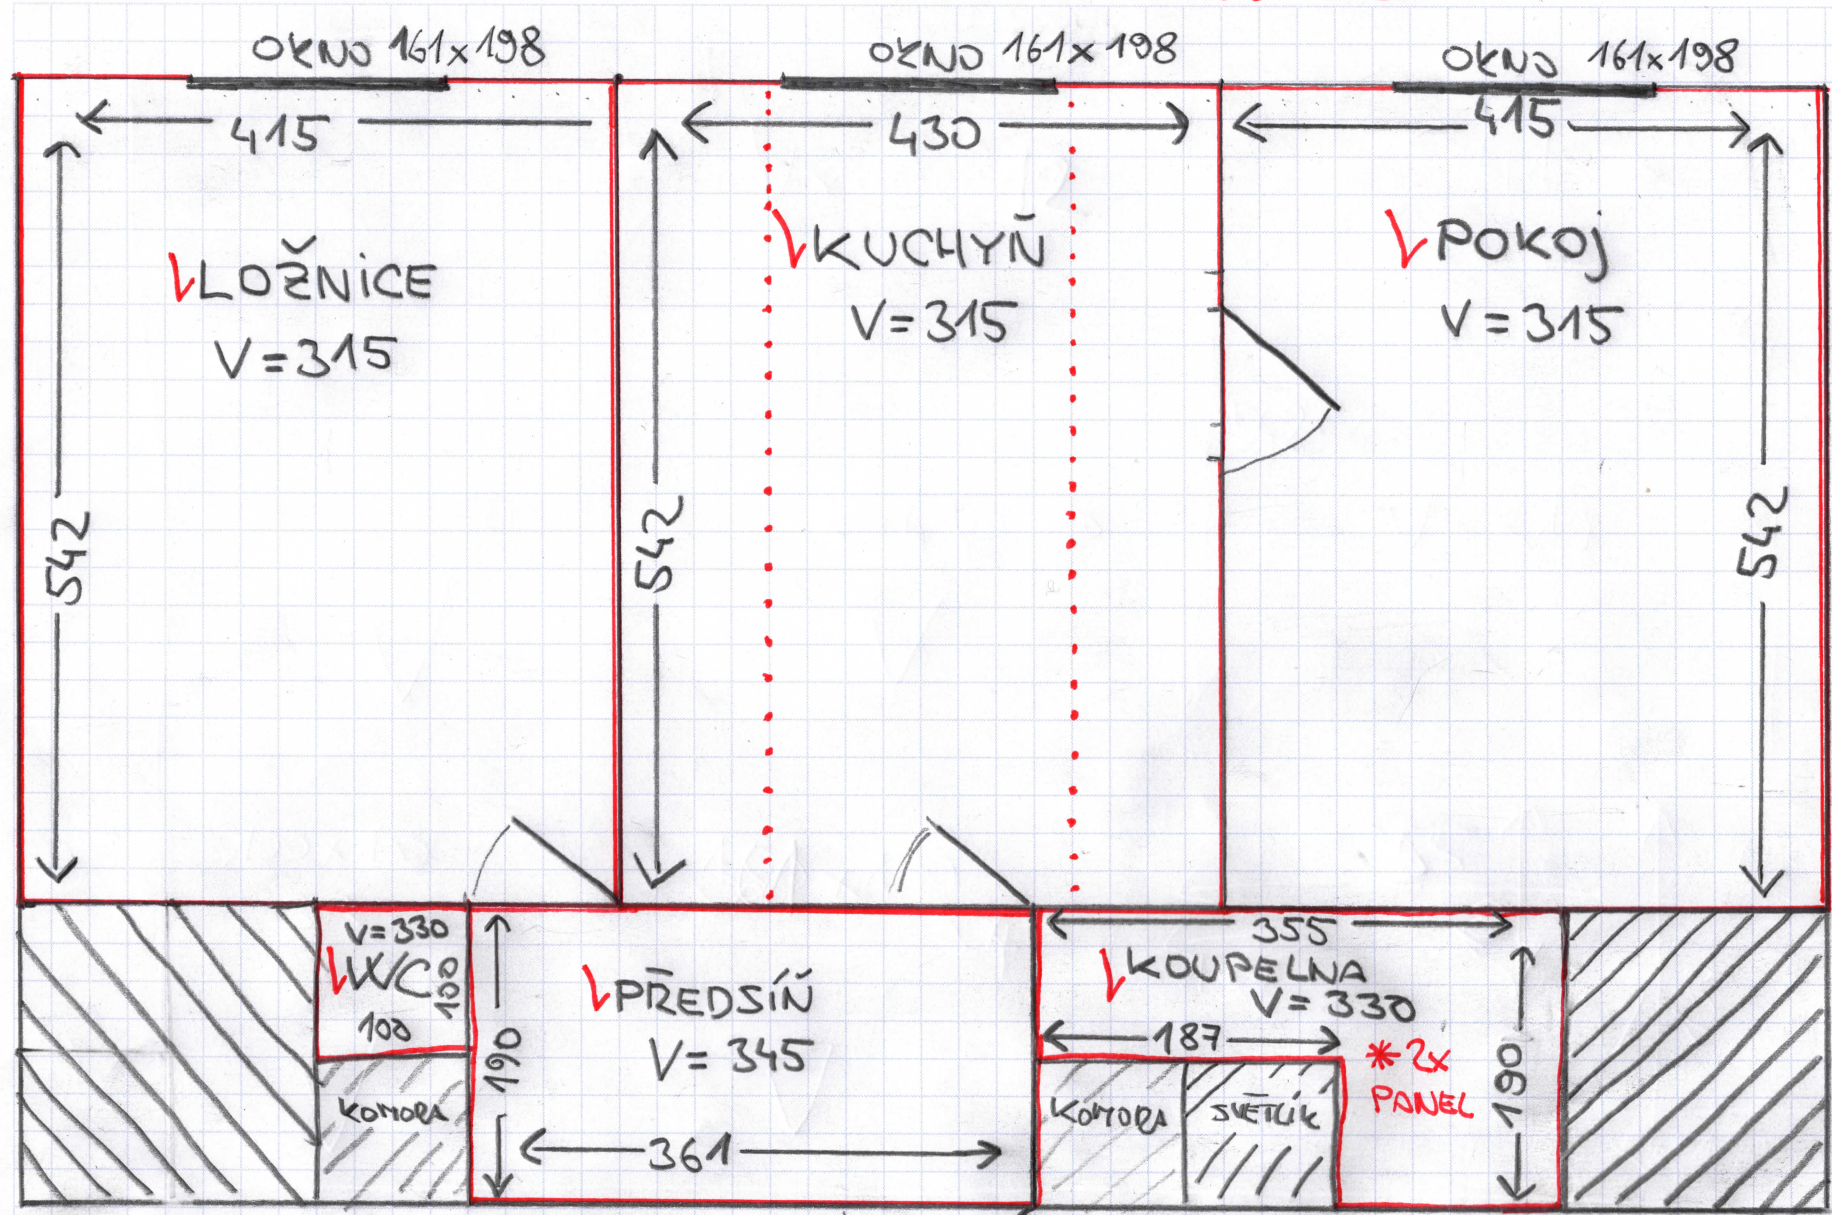 OKNO 161x198
OKNO 161x198
OKNO 161x198
415
430
415
LOŽNICE
V=315
KUCHYŇ
V=315
POKOJ
V=315
542
542
542
V=330
WC
100
100
190
PŘEDSÍŇ
V=345
361
355
KOUPELNA
V=330
187
* 2x
PANEL
190
KOMORA
KOMORA
SVĚTLÍK